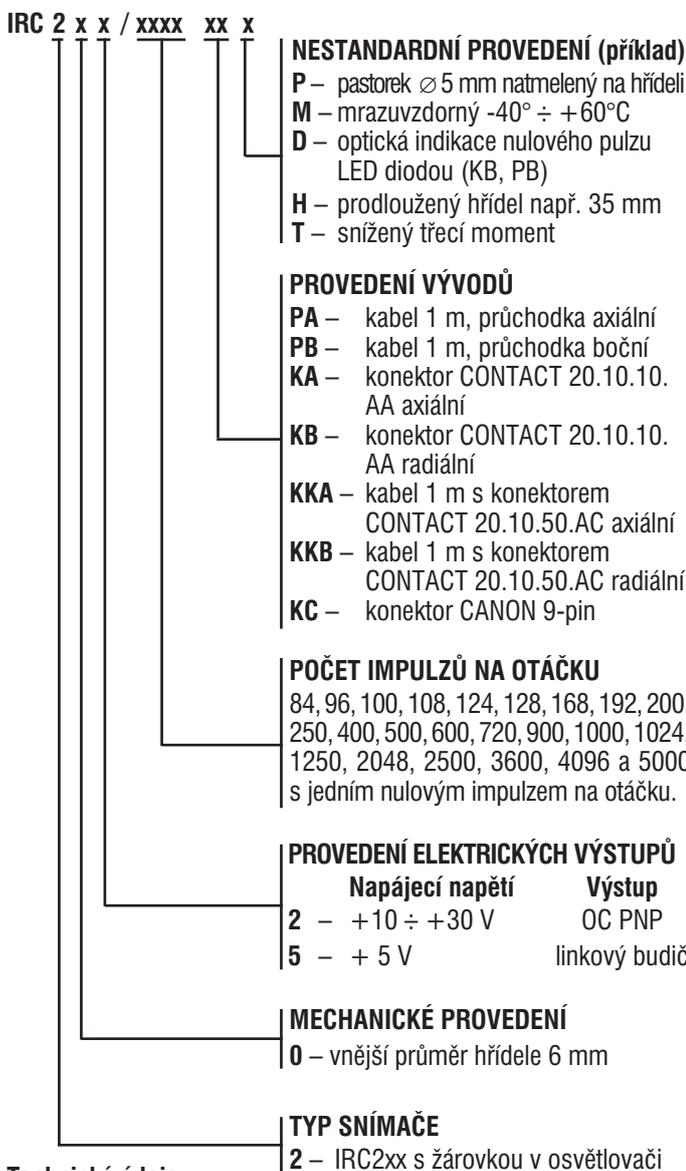 IRC 2 x x / xxxx xx x
NESTANDARDNÍ PROVEDENÍ (příklad)
P – pastorek ∅ 5 mm natmelený na hřídeli
M – mrazuvzdorný -40° ÷ +60°C
D – optická indikace nulového pulzu
LED diodou (KB, PB)
H – prodloužený hřídel např. 35 mm
T – snížený třecí moment
PROVEDENÍ VÝVODŮ
PA – kabel 1 m, průchodka axiální
PB – kabel 1 m, průchodka boční
KA – konektor CONTACT 20.10.10.
AA axiální
KB – konektor CONTACT 20.10.10.
AA radiální
KKA – kabel 1 m s konektorem
CONTACT 20.10.50.AC axiální
KKB – kabel 1 m s konektorem
CONTACT 20.10.50.AC radiální
KC – konektor CANON 9-pin
POČET IMPULZŮ NA OTÁČKU
84, 96, 100, 108, 124, 128, 168, 192, 200
250, 400, 500, 600, 720, 900, 1000, 1024,
1250, 2048, 2500, 3600, 4096 a 5000
s jedním nulovým impulzem na otáčku.
PROVEDENÍ ELEKTRICKÝCH VÝSTUPŮ
Napájecí napětí Výstup
2 – +10 ÷ +30 V OC PNP
5 – + 5 V linkový budič
MECHANICKÉ PROVEDENÍ
0 – vnější průměr hřídele 6 mm
TYP SNÍMAČE
2 – IRC2xx s žárovkou v osvětlovači